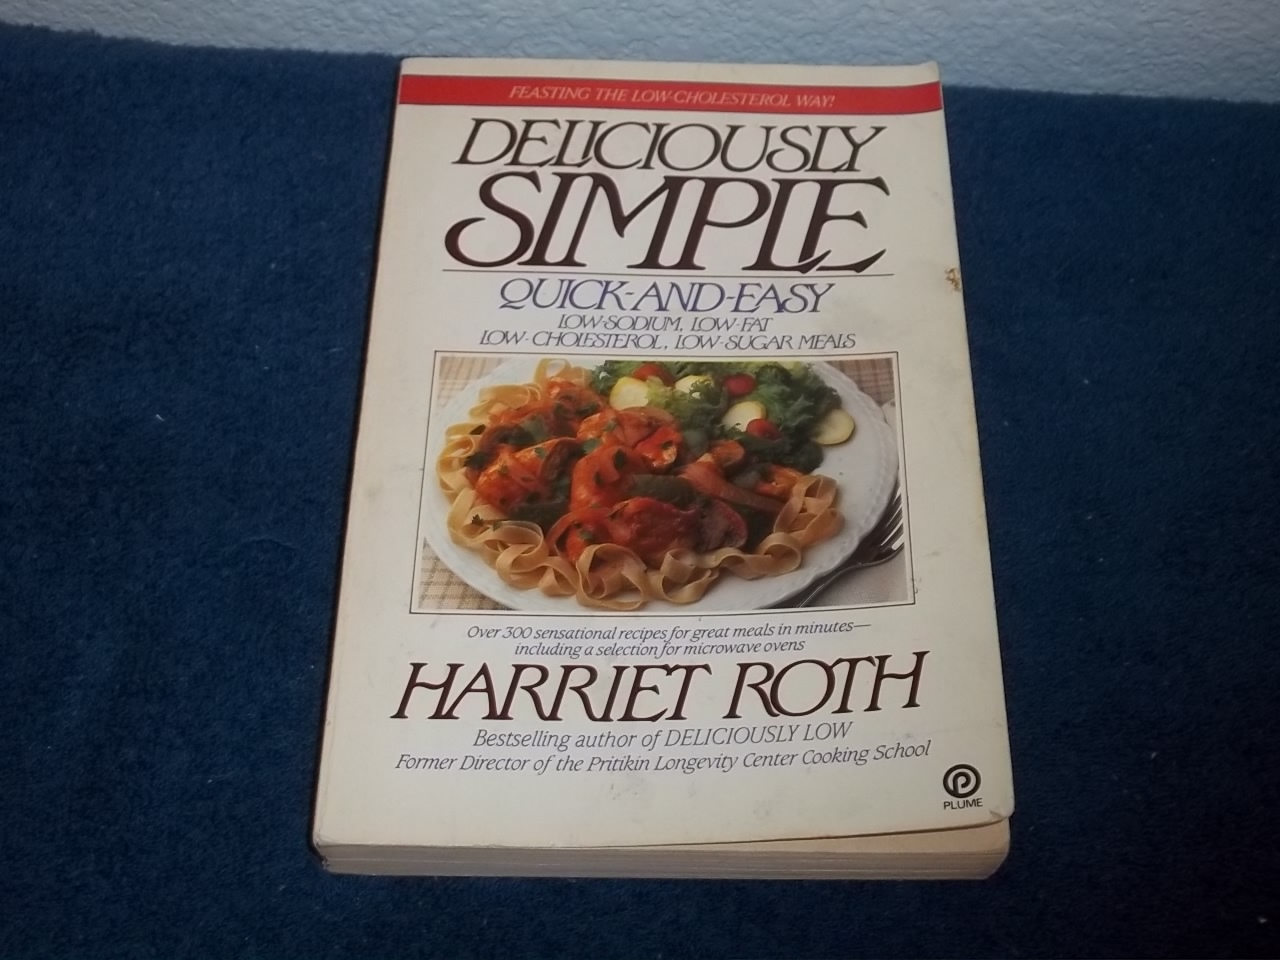 FEASTING THE LOW-CHOLESTEROL WAY!
DELICIOUSLY
SIMPLE
QUICK-AND-EASY
LOW-SODIUM, LOW-FAT
LOW-CHOLESTEROL, LOW-SUGAR MEALS
Over 300 sensational recipes for great meals in minutes—
including a selection for microwave ovens
HARRIET ROTH
Bestselling author of DELICIOUSLY LOW
Former Director of the Pritikin Longevity Center Cooking School
P
PLUME